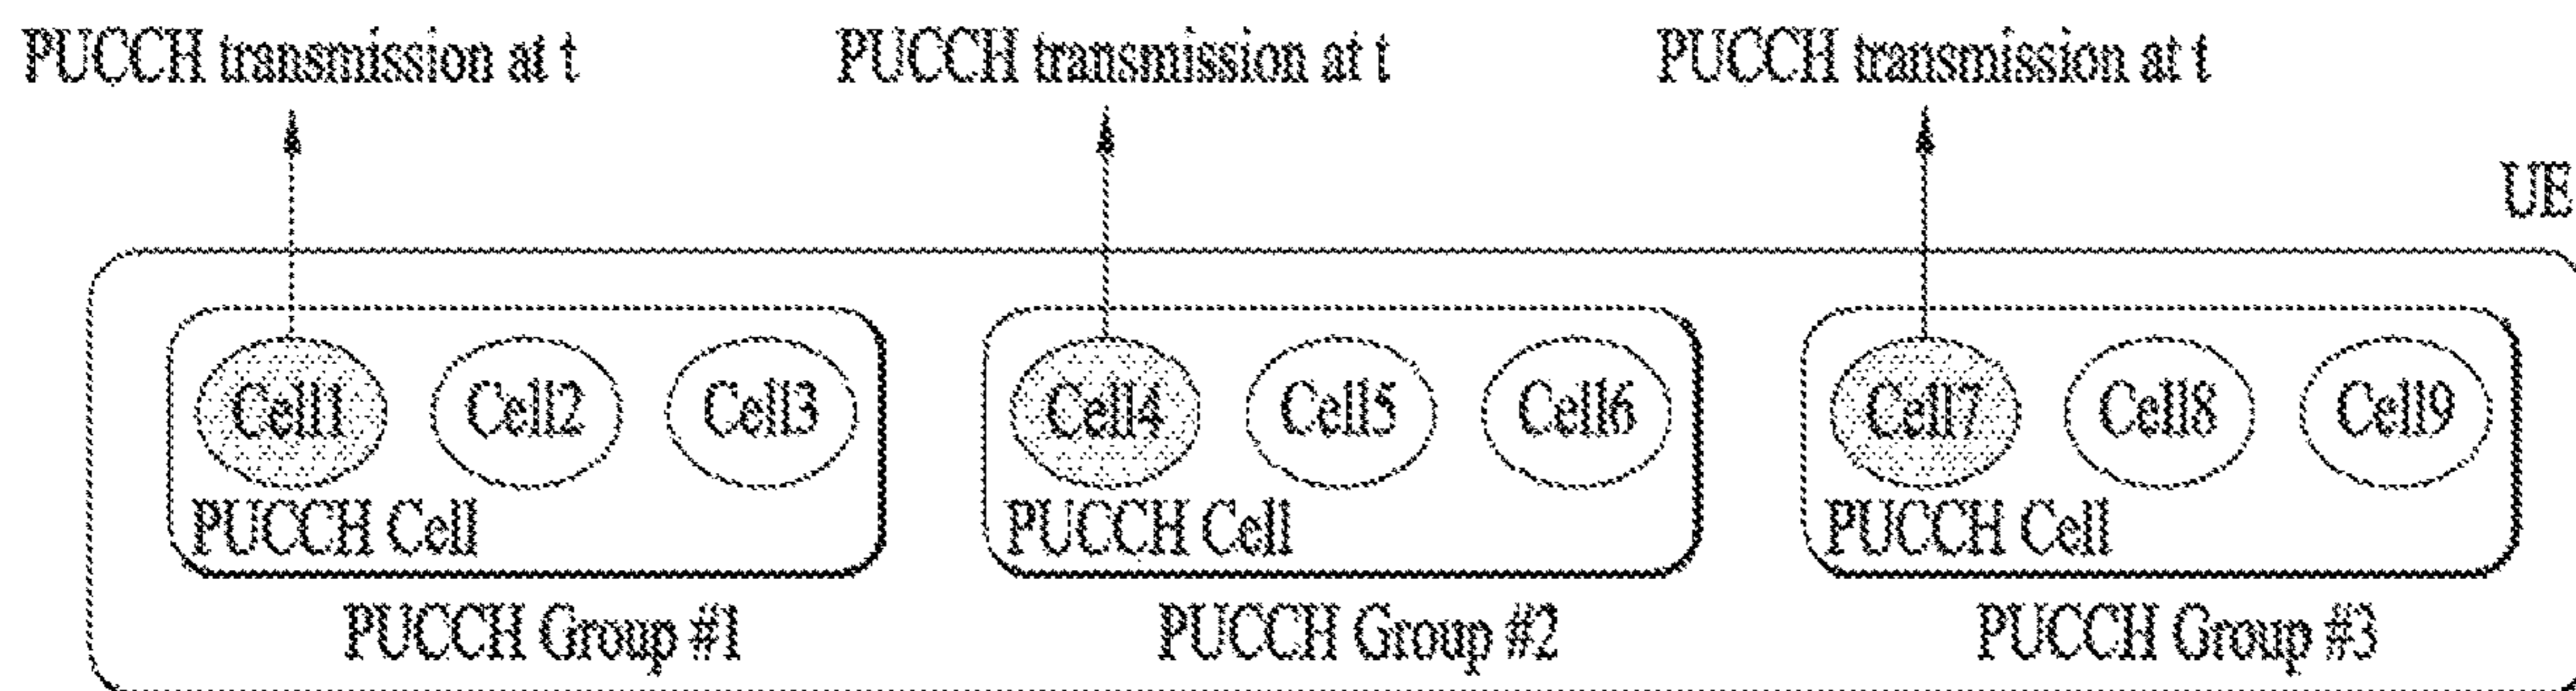 PUCCH transmission at t PUCCH transmission at t PUCCH transmission at t
UE
Cell1 Cell2 Cell3 Cell4 Cell5 Cell6 Cell7 Cell8 Cell9
PUCCH Cell PUCCH Cell PUCCH Cell
PUCCH Group #1 PUCCH Group #2 PUCCH Group #3